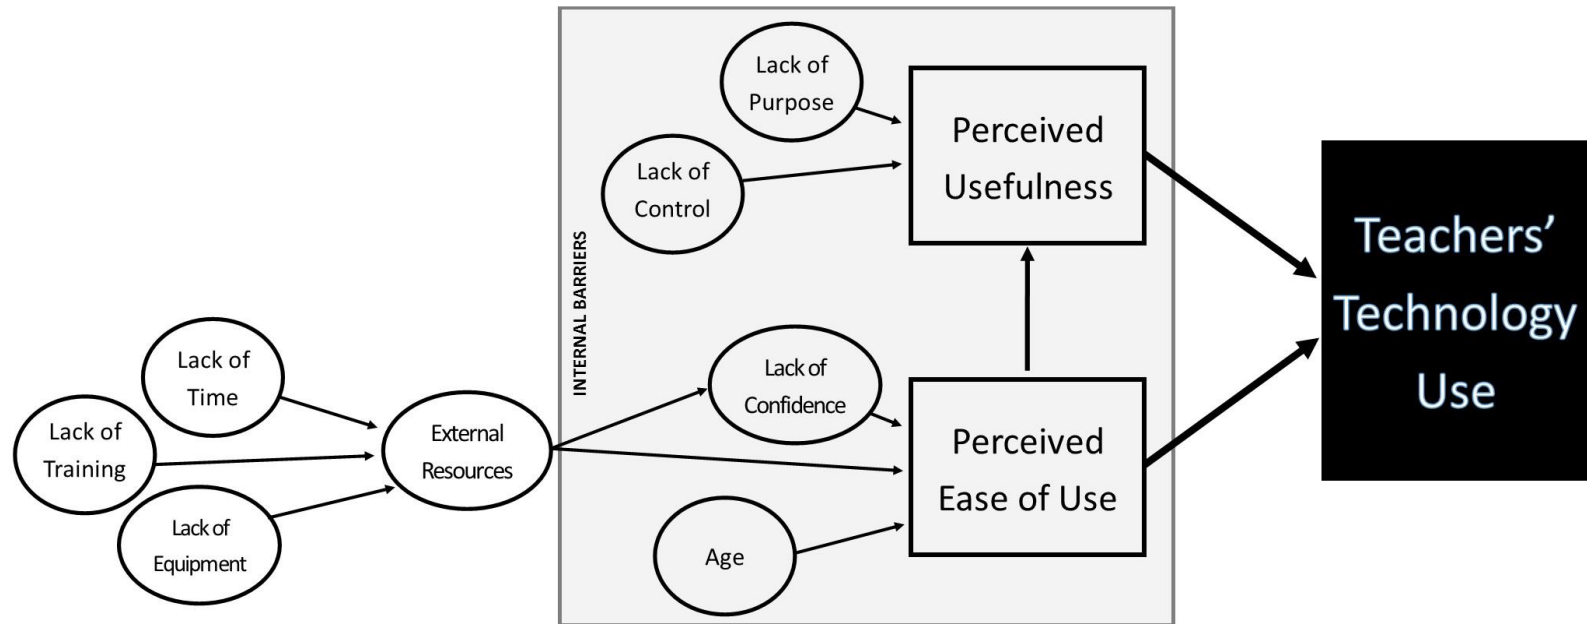 Lack of
Purpose
Perceived
Usefulness
Lack of
Control
Teachers’
Technology
Use
INTERNAL BARRIERS
Lack of
Time
Lack of
Training
External
Resources
Lack of
Equipment
Lack of
Confidence
Perceived
Ease of Use
Age